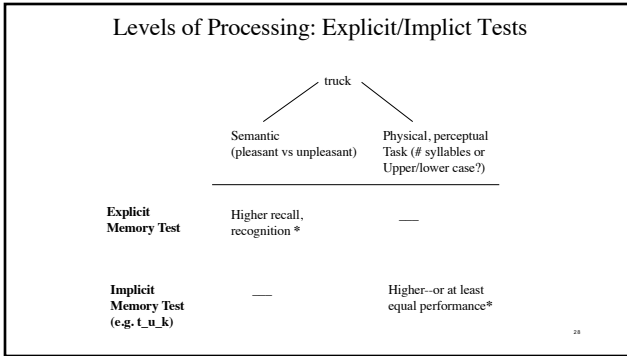 Levels of Processing: Explicit/Implict Tests
truck
Semantic
(pleasant vs unpleasant)
Physical, perceptual
Task (# syllables or
Upper/lower case?)
Explicit
Memory Test
Higher recall,
recognition *
___
Implicit
Memory Test
(e.g. t_u_k)
___
Higher--or at least
equal performance*
28